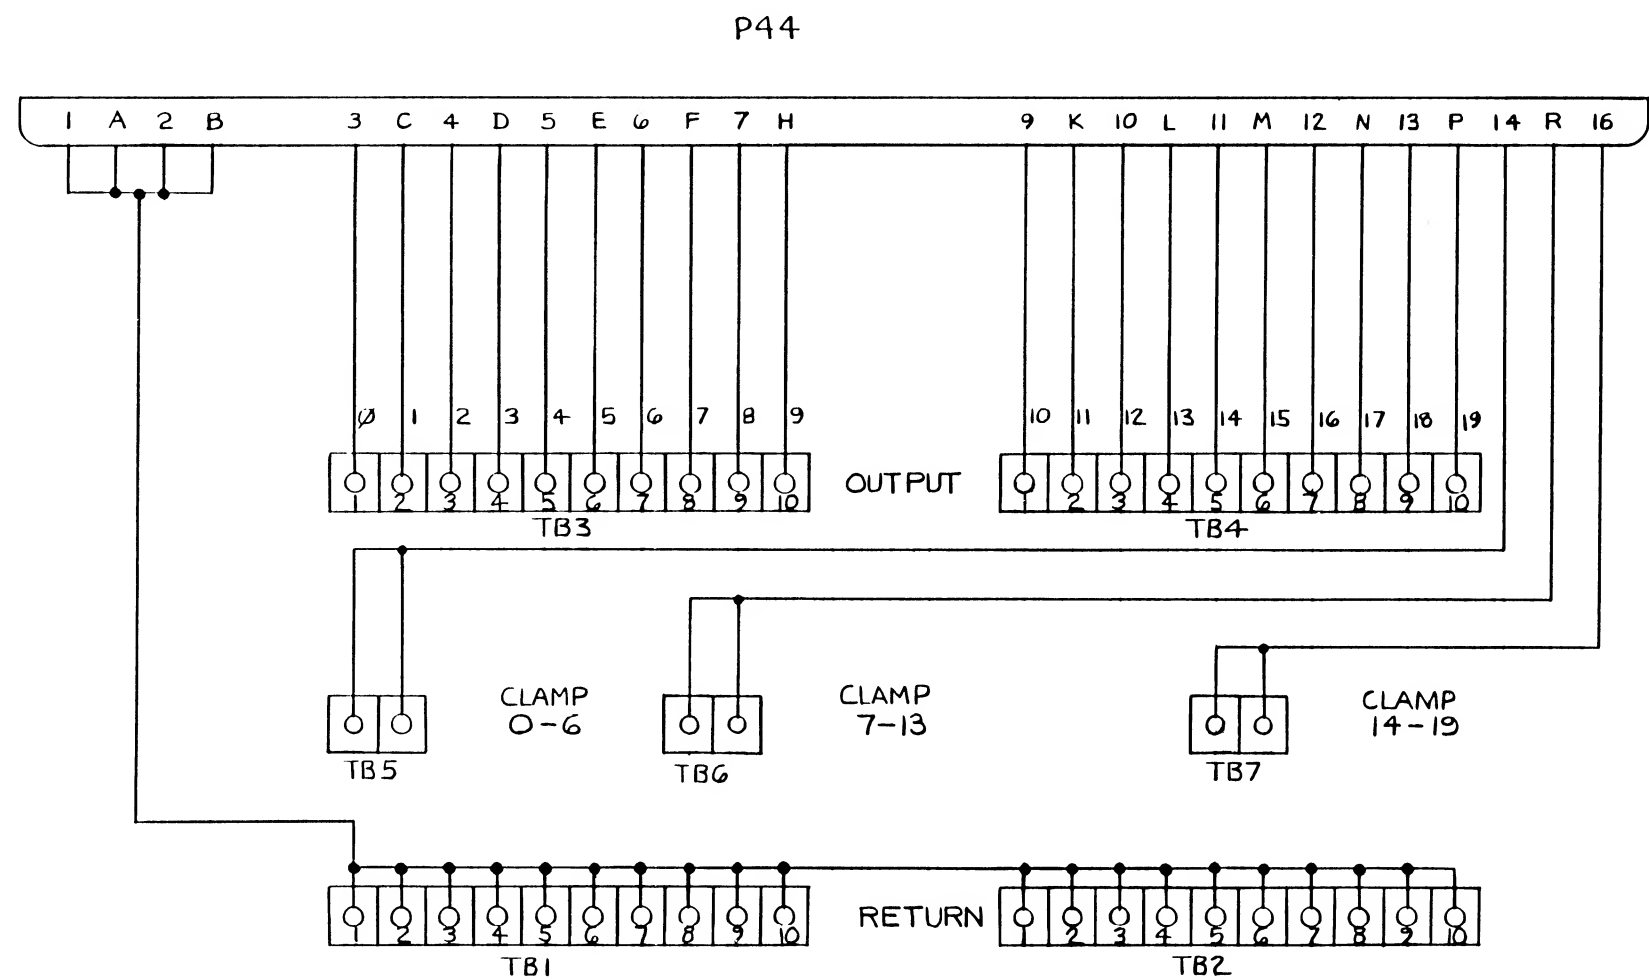 P44
1 A 2 B 3 C 4 D 5 E 6 F 7 H 9 K 10 L 11 M 12 N 13 P 14 R 16
Ø 1 2 3 4 5 6 7 8 9 10 11 12 13 14 15 16 17 18 19
1 2 3 4 5 6 7 8 9 10 OUTPUT 1 2 3 4 5 6 7 8 9 10
TB3 TB4
CLAMP CLAMP CLAMP
0-6 7-13 14-19
TB5 TB6 TB7
1 2 3 4 5 6 7 8 9 10 RETURN 1 2 3 4 5 6 7 8 9 10
TB1 TB2